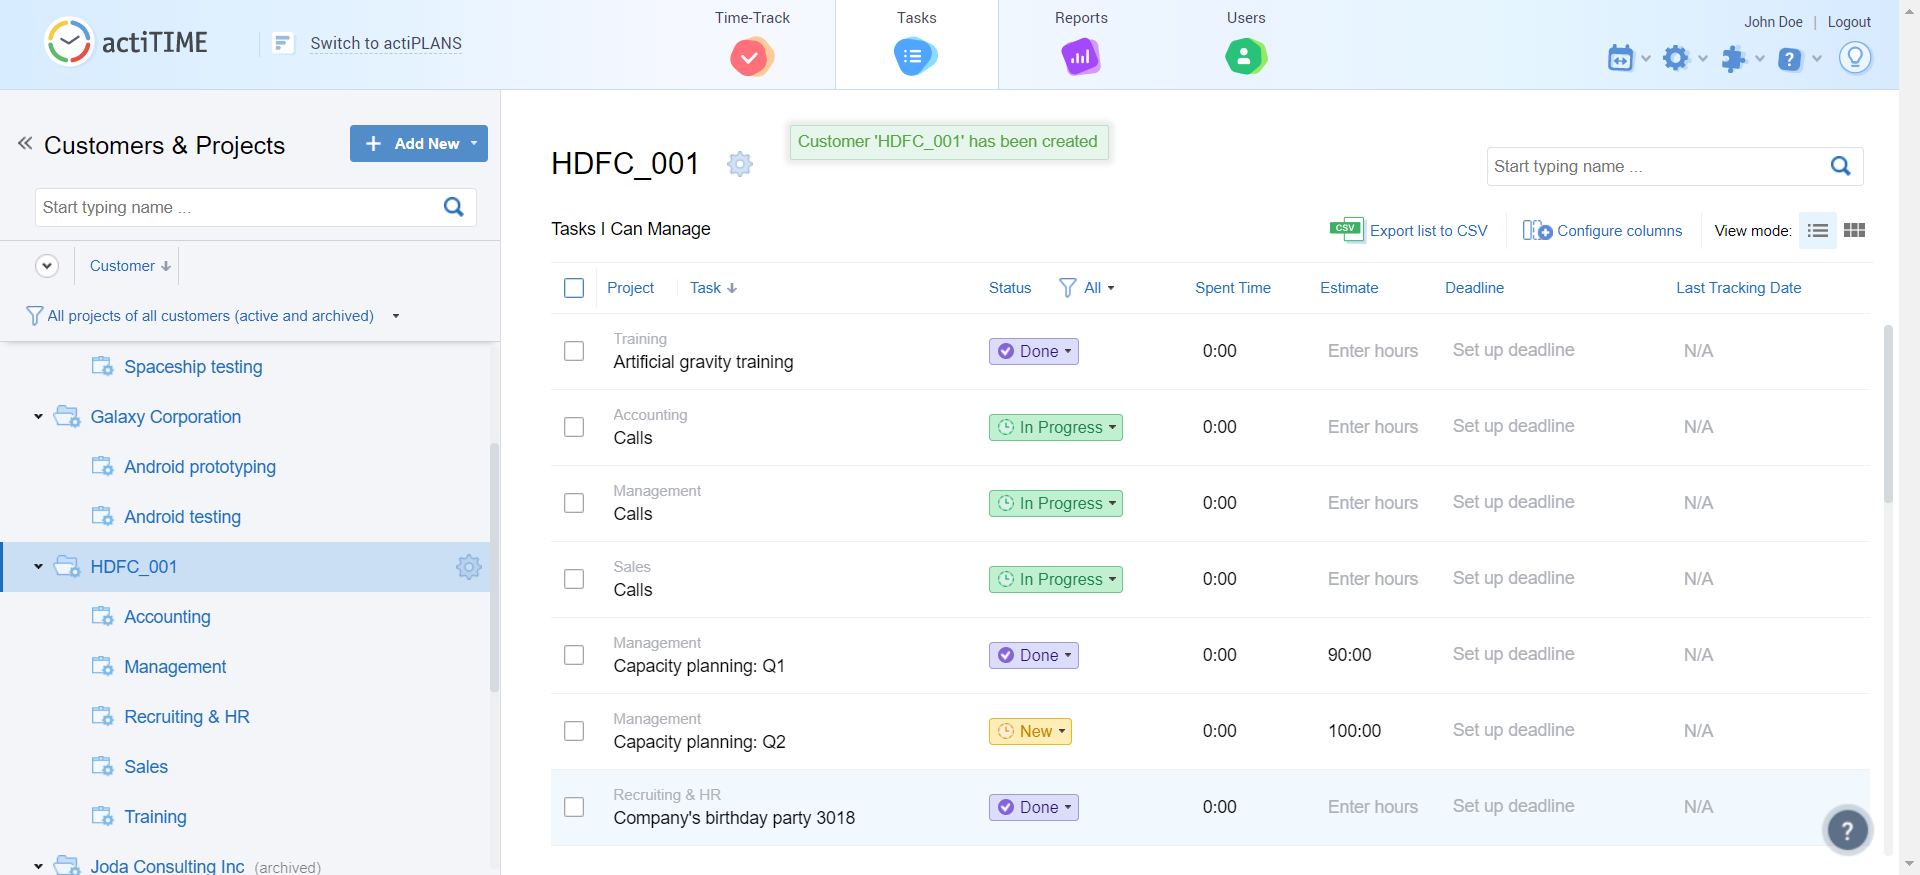 actiTIME
Switch to actiPLANS
Time-Track
Tasks
Reports
Users
John Doe | Logout
Customers & Projects
Add New
Start typing name ...
Customer
All projects of all customers (active and archived)
Spaceship testing
Galaxy Corporation
Android prototyping
Android testing
HDFC_001
Accounting
Management
Recruiting & HR
Sales
Training
Joda Consulting Inc (archived)
HDFC_001
Customer 'HDFC_001' has been created
Start typing name ...
Tasks I Can Manage
CSV Export list to CSV
Configure columns
View mode:
Project Task Status All Spent Time Estimate Deadline Last Tracking Date
Training
Artificial gravity training Done 0:00 Enter hours Set up deadline N/A
Accounting
Calls In Progress 0:00 Enter hours Set up deadline N/A
Management
Calls In Progress 0:00 Enter hours Set up deadline N/A
Sales
Calls In Progress 0:00 Enter hours Set up deadline N/A
Management
Capacity planning: Q1 Done 0:00 90:00 Set up deadline N/A
Management
Capacity planning: Q2 New 0:00 100:00 Set up deadline N/A
Recruiting & HR
Company's birthday party 3018 Done 0:00 Enter hours Set up deadline N/A
?